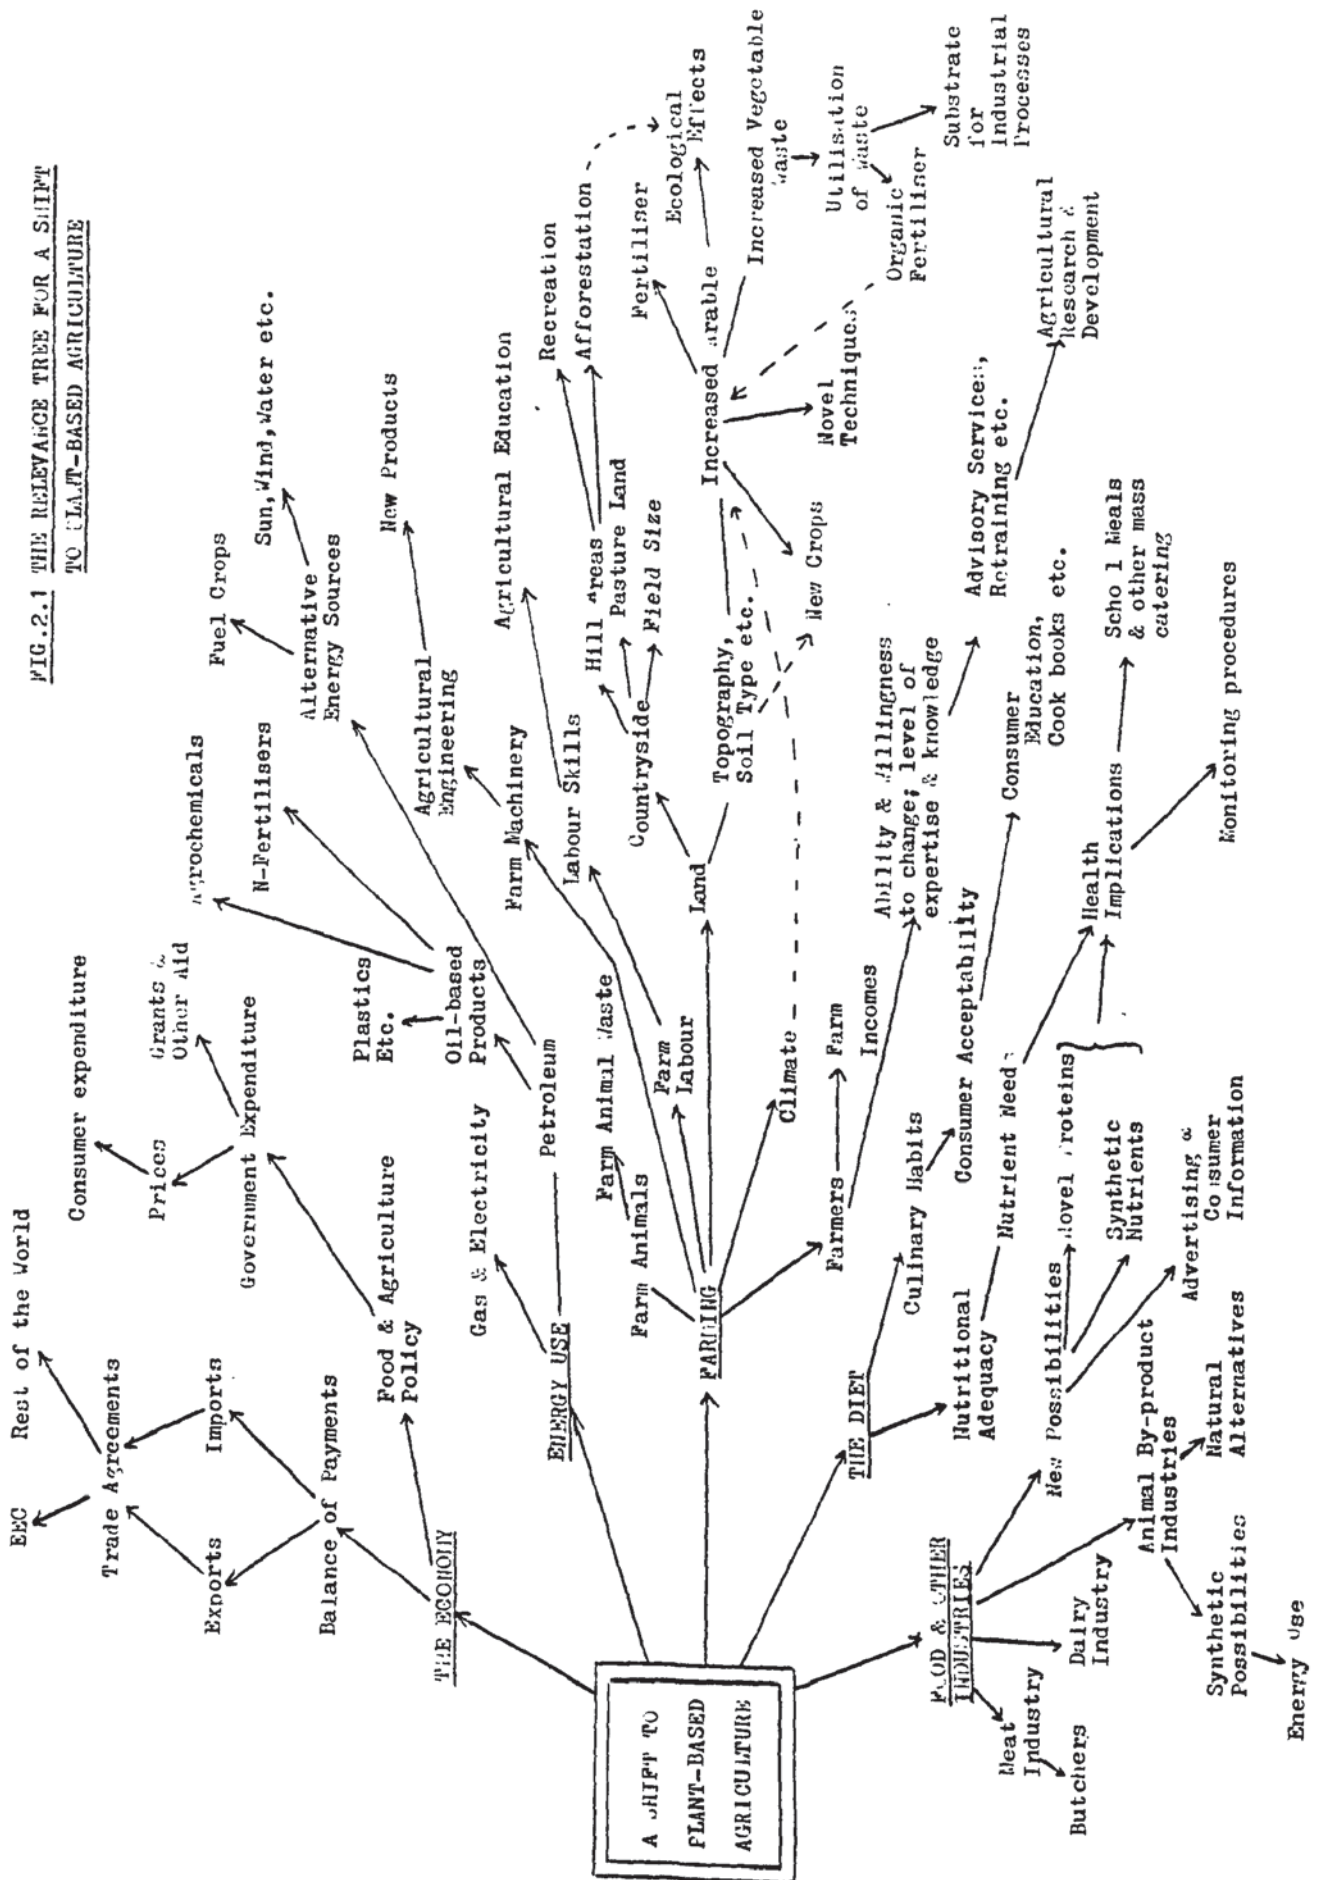 FIG.2.1 THE RELEVANCE TREE FOR A SHIFT
TO PLANT-BASED AGRICULTURE
A SHIFT TO
PLANT-BASED
AGRICULTURE
THE ECONOMY
Balance of Payments
Exports
Imports
Trade Agreements
EEC
Rest of the World
Food & Agriculture
Policy
Government Expenditure
Prices
Consumer expenditure
Grants &
Other Aid
ENERGY USE
Gas & Electricity
Petroleum
Oil-based
Products
Plastics
Etc.
Agrochemicals
N-Fertilisers
Alternative
Energy Sources
Fuel Crops
Sun,Wind,Water etc.
FARMING
Farm Animals
Farm Animal Waste
Farm Machinery
Agricultural
Engineering
New Products
Farm
Labour
Labour Skills
Agricultural Education
Land
Countryside
Hill Areas
Recreation
Afforestation
Pasture Land
Field Size
Topography,
Soil Type etc.
Increased Arable
Fertiliser
Ecological
Effects
Increased Vegetable
Waste
Utilisation
of Waste
Organic
Fertiliser
Substrate
for
Industrial
Processes
Novel
Techniques
New Crops
Climate
Farmers
Farm
Incomes
Ability & Willingness
to change; level of
expertise & knowledge
Advisory Services,
Retraining etc.
Agricultural
Research &
Development
THE DIET
Culinary Habits
Consumer Acceptability
Consumer
Education,
Cook books etc.
Nutritional
Adequacy
Nutrient Needs
Health
Implications
Scho l Meals
& other mass
catering
Monitoring procedures
FOOD & OTHER
INDUSTRIES
New Possibilities
Novel Proteins
Synthetic
Nutrients
Advertising &
Consumer
Information
Animal By-product
Industries
Natural
Alternatives
Synthetic
Possibilities
Energy Use
Dairy
Industry
Meat
Industry
Butchers